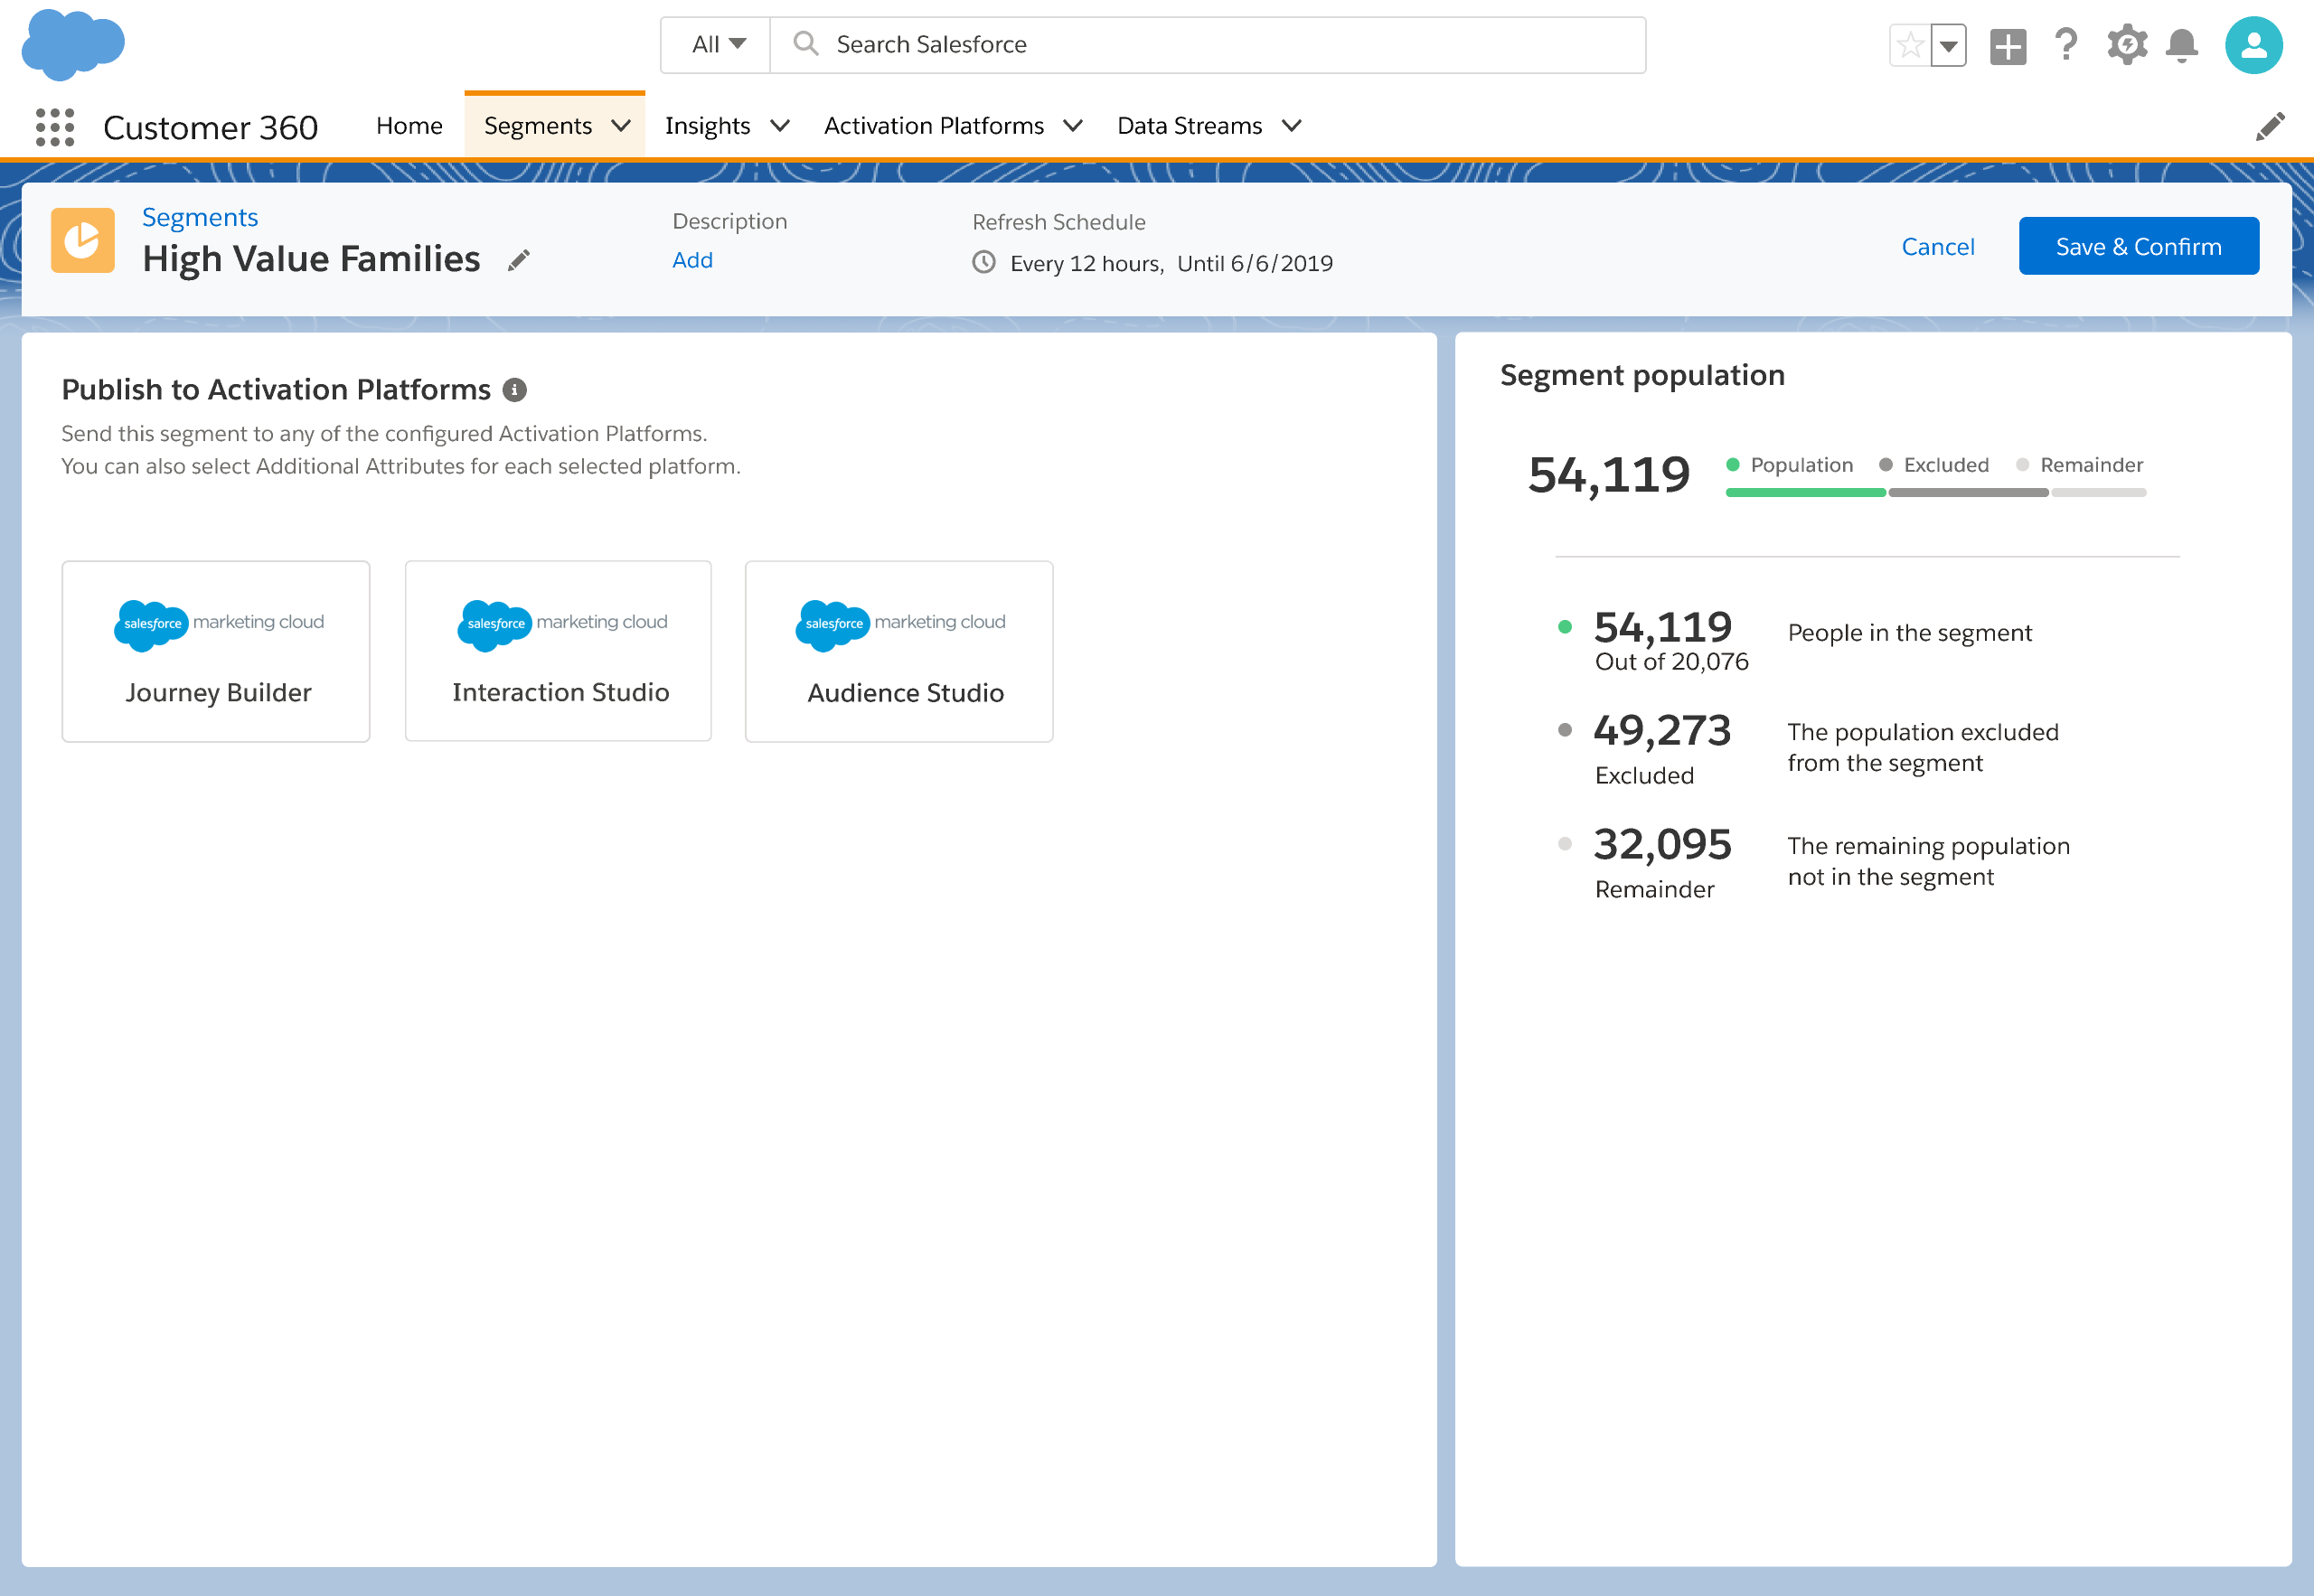 All
Search Salesforce
Customer 360
Home
Segments
Insights
Activation Platforms
Data Streams
Segments
High Value Families
Description
Add
Refresh Schedule
Every 12 hours, Until 6/6/2019
Cancel
Save & Confirm
Publish to Activation Platforms
Send this segment to any of the configured Activation Platforms.
You can also select Additional Attributes for each selected platform.
salesforce marketing cloud
Journey Builder
salesforce marketing cloud
Interaction Studio
salesforce marketing cloud
Audience Studio
Segment population
54,119
Population
Excluded
Remainder
54,119
Out of 20,076
People in the segment
49,273
Excluded
The population excluded
from the segment
32,095
Remainder
The remaining population
not in the segment